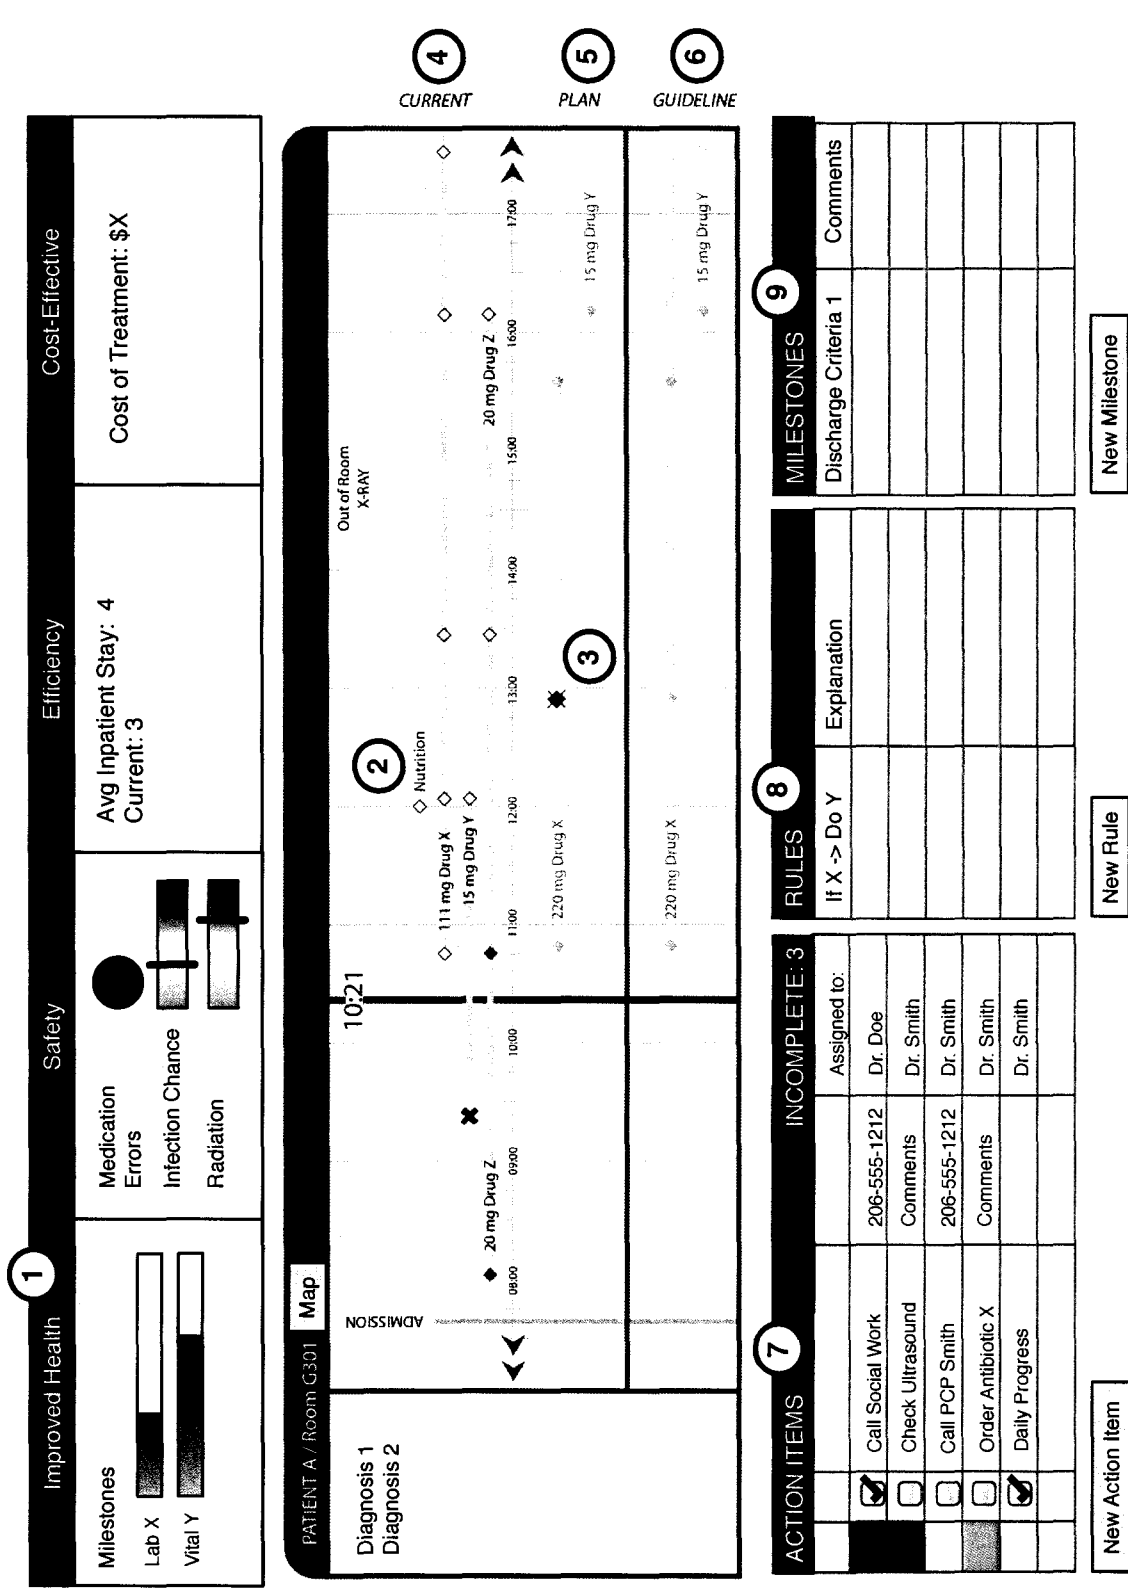 1
Improved Health
Safety
Efficiency
Cost-Effective
Milestones
Lab X
Vital Y
Medication
Errors
Infection Chance
Radiation
Avg Inpatient Stay: 4
Current: 3
Cost of Treatment: $X
PATIENT A / Room G301
Map
Diagnosis 1
Diagnosis 2
ADMISSION
10:21
2
Nutrition
Out of Room
X-RAY
111 mg Drug X
15 mg Drug Y
20 mg Drug Z
20 mg Drug Z
08:00
09:00
10:00
11:00
12:00
13:00
14:00
15:00
16:00
17:00
3
220 mg Drug X
15 mg Drug Y
220 mg Drug X
15 mg Drug Y
CURRENT
4
PLAN
5
GUIDELINE
6
7
ACTION ITEMS
INCOMPLETE: 3
Assigned to:
Call Social Work 206-555-1212 Dr. Doe
Check Ultrasound Comments Dr. Smith
Call PCP Smith 206-555-1212 Dr. Smith
Order Antibiotic X Comments Dr. Smith
Daily Progress Dr. Smith
New Action Item
8
RULES
If X -> Do Y
Explanation
New Rule
9
MILESTONES
Discharge Criteria 1
Comments
New Milestone